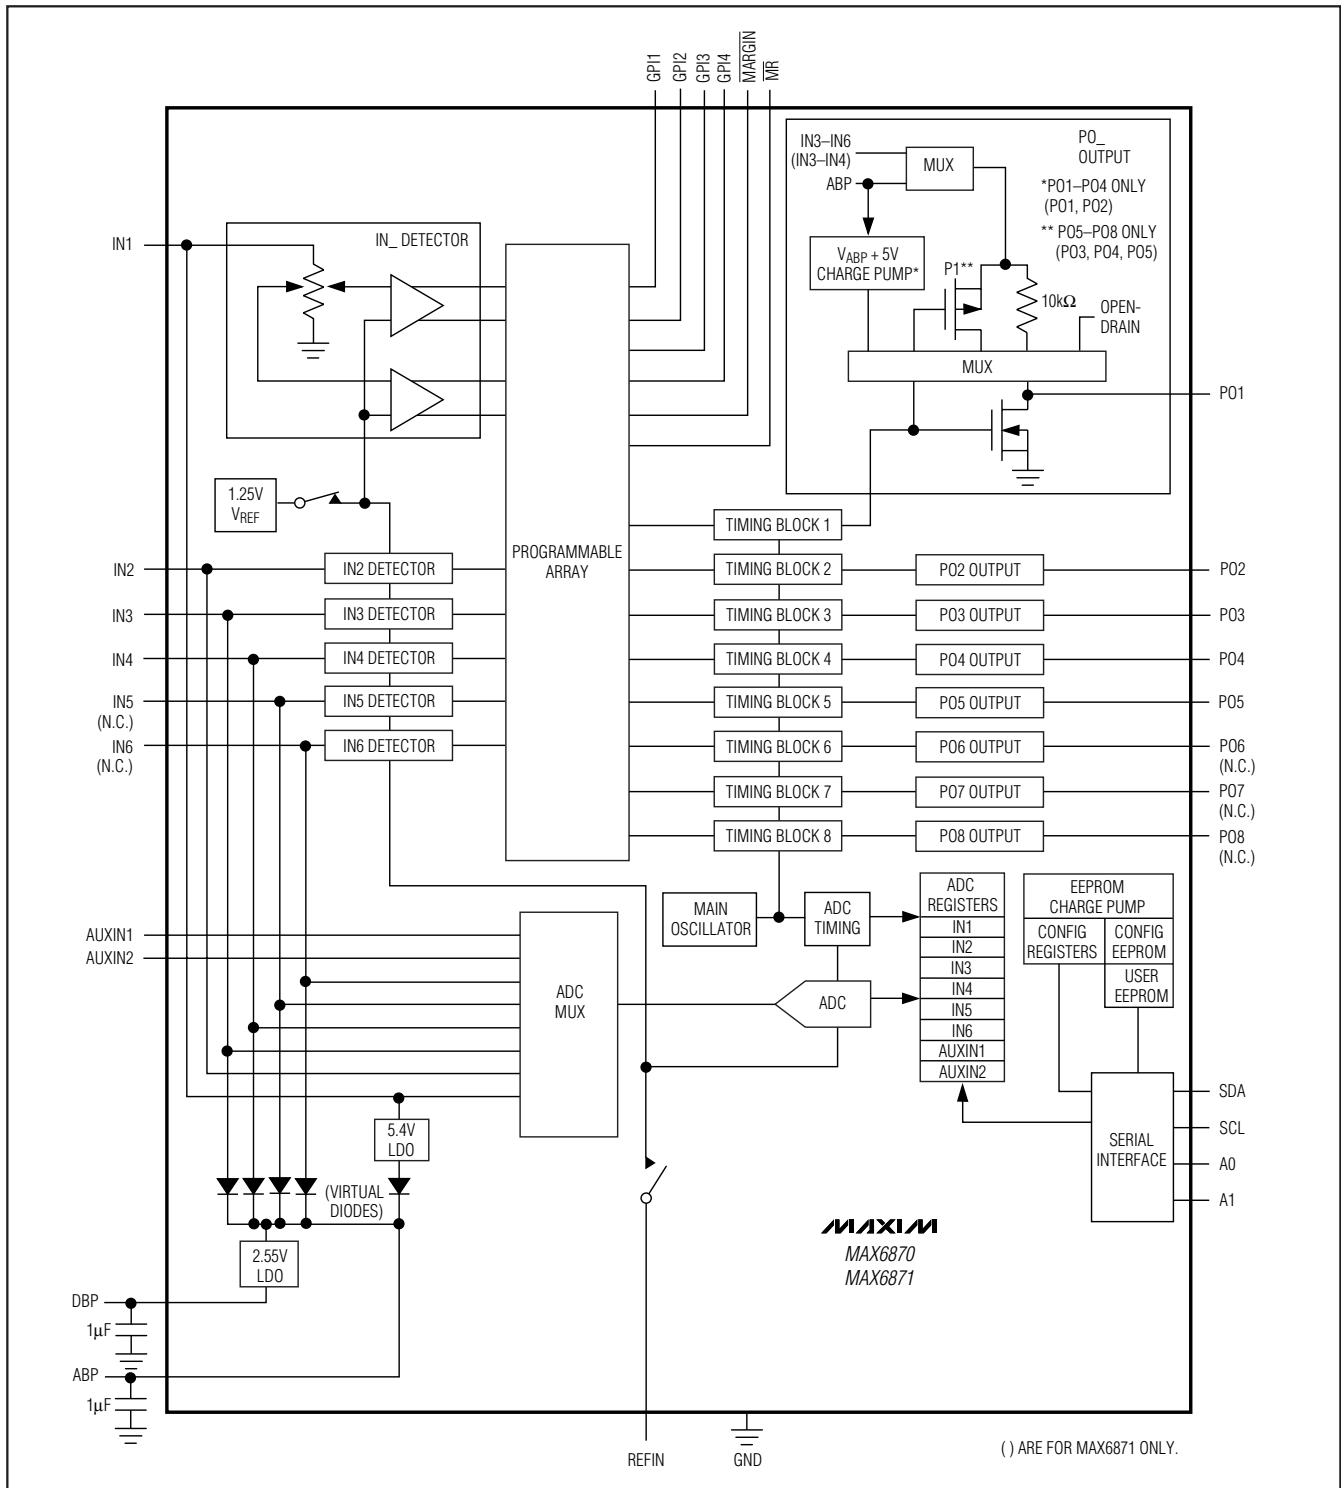 GPI1
GPI2
GPI3
GPI4
MARGIN
MR
IN3–IN6
(IN3–IN4)
MUX
PO_
OUTPUT
ABP
*PO1–PO4 ONLY
(PO1, PO2)
** PO5–PO8 ONLY
(PO3, PO4, PO5)
VABP + 5V
CHARGE PUMP*
P1**
10kΩ
OPEN-
DRAIN
MUX
PO1
IN1
IN_ DETECTOR
1.25V
VREF
PROGRAMMABLE
ARRAY
TIMING BLOCK 1
IN2
IN2 DETECTOR
TIMING BLOCK 2
PO2 OUTPUT
PO2
IN3
IN3 DETECTOR
TIMING BLOCK 3
PO3 OUTPUT
PO3
IN4
IN4 DETECTOR
TIMING BLOCK 4
PO4 OUTPUT
PO4
IN5
(N.C.)
IN5 DETECTOR
TIMING BLOCK 5
PO5 OUTPUT
PO5
IN6
(N.C.)
IN6 DETECTOR
TIMING BLOCK 6
PO6 OUTPUT
PO6
(N.C.)
TIMING BLOCK 7
PO7 OUTPUT
PO7
(N.C.)
TIMING BLOCK 8
PO8 OUTPUT
PO8
(N.C.)
MAIN
OSCILLATOR
ADC
TIMING
ADC
REGISTERS
IN1
IN2
IN3
IN4
IN5
IN6
AUXIN1
AUXIN2
EEPROM
CHARGE PUMP
CONFIG
REGISTERS
CONFIG
EEPROM
USER
EEPROM
AUXIN1
AUXIN2
ADC
MUX
ADC
5.4V
LDO
(VIRTUAL
DIODES)
2.55V
LDO
SERIAL
INTERFACE
SDA
SCL
A0
A1
MAXIM
MAX6870
MAX6871
DBP
1µF
ABP
1µF
REFIN
GND
( ) ARE FOR MAX6871 ONLY.